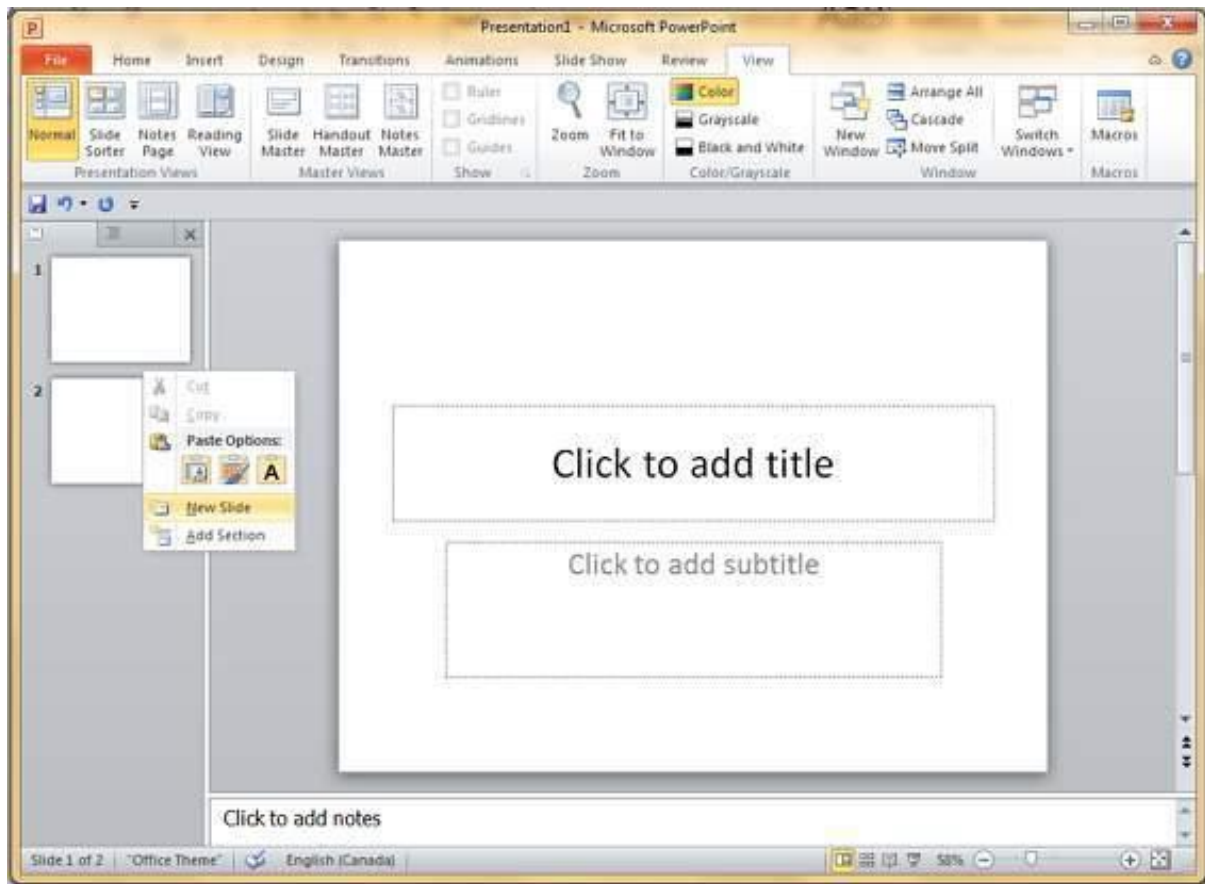 Presentation1 - Microsoft PowerPoint
File Home Insert Design Transitions Animations Slide Show Review View
Normal
Slide Sorter
Notes Page
Reading View
Presentation Views
Slide Master
Handout Master
Notes Master
Master Views
Ruler
Gridlines
Guides
Show
Zoom
Fit to Window
Zoom
Color
Grayscale
Black and White
Color/Grayscale
New Window
Arrange All
Cascade
Move Split
Window
Switch Windows
Macros
Macros
1
2
Cut
Copy
Paste Options:
A
New Slide
Add Section
Click to add title
Click to add subtitle
Click to add notes
Slide 1 of 2 "Office Theme" English (Canada) 58%